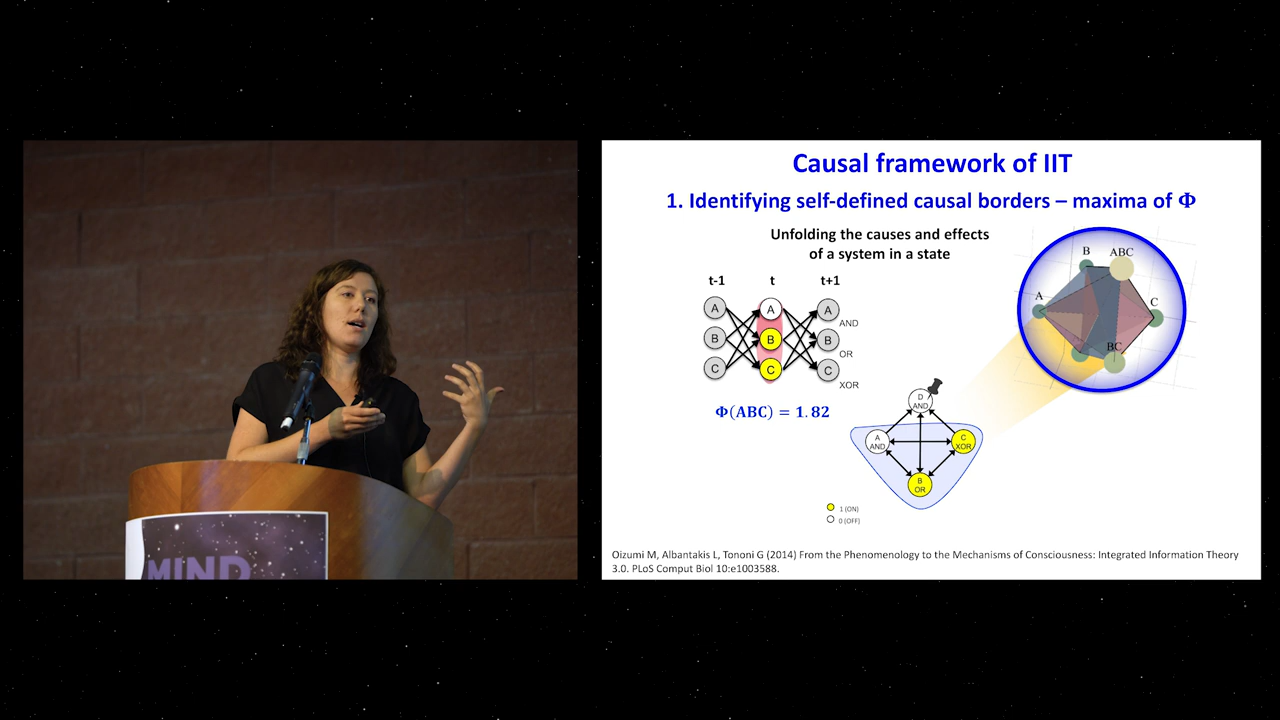 MIND
Causal framework of IIT
1. Identifying self-defined causal borders – maxima of Φ
Unfolding the causes and effects
of a system in a state
t-1 t t+1
A A A
AND
B B B
OR
C C C
XOR
Φ(ABC) = 1.82
B ABC
A C
BC
D
AND
A
AND
C
XOR
B
OR
1 (ON)
0 (OFF)
Oizumi M, Albantakis L, Tononi G (2014) From the Phenomenology to the Mechanisms of Consciousness: Integrated Information Theory
3.0. PLoS Comput Biol 10:e1003588.